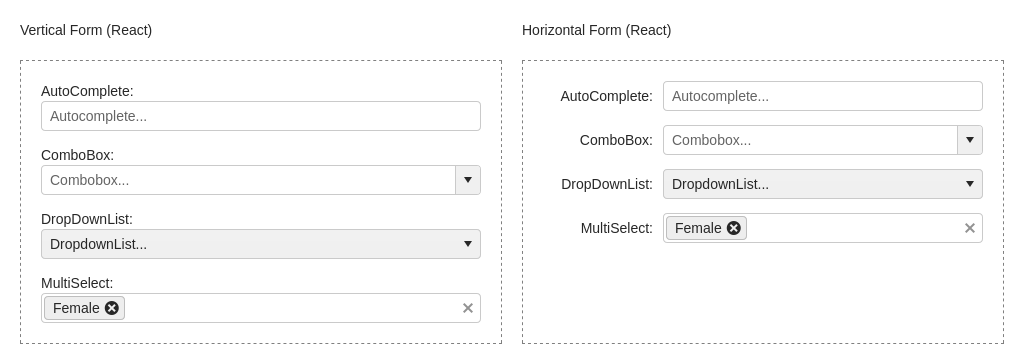 Vertical Form (React)
AutoComplete:
Autocomplete...
ComboBox:
Combobox...
DropDownList:
DropdownList...
MultiSelect:
Female
Horizontal Form (React)
AutoComplete: Autocomplete...
ComboBox: Combobox...
DropDownList: DropdownList...
MultiSelect: Female